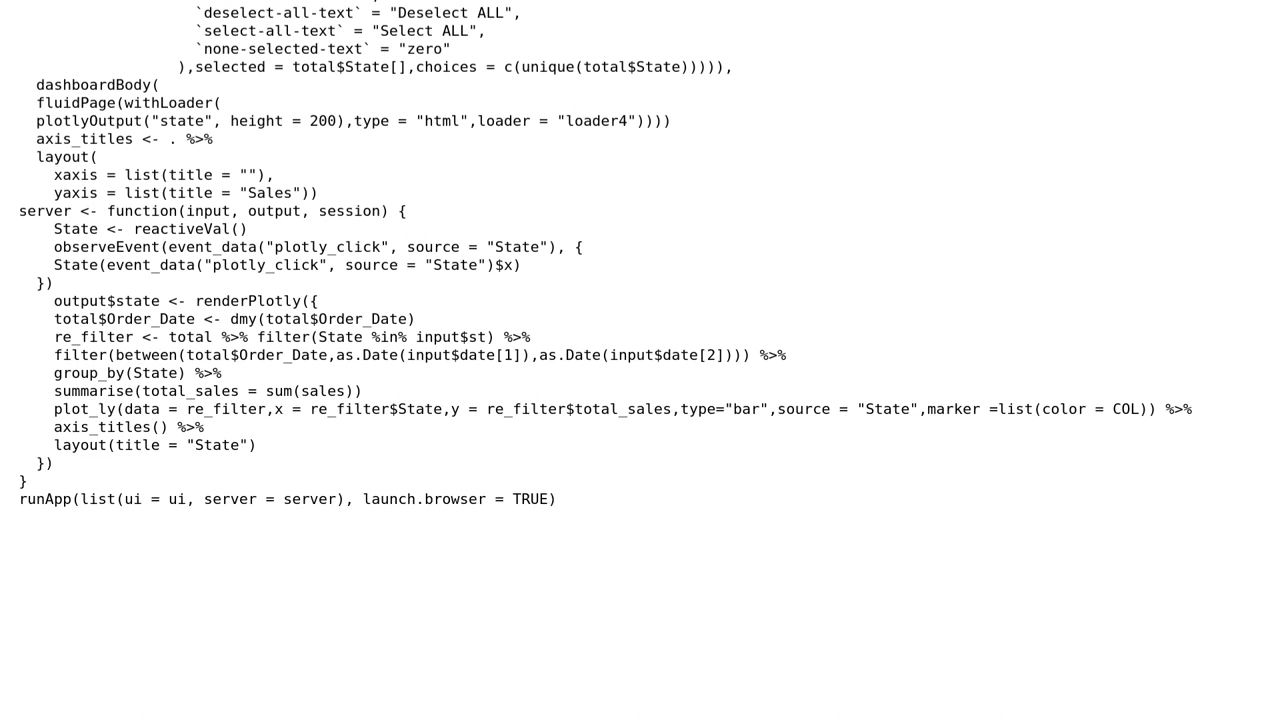 `deselect-all-text` = "Deselect ALL",
`select-all-text` = "Select ALL",
`none-selected-text` = "zero"
),selected = total$State[],choices = c(unique(total$State))))),
dashboardBody(
fluidPage(withLoader(
plotlyOutput("state", height = 200),type = "html",loader = "loader4"))))
axis_titles <- . %>%
layout(
xaxis = list(title = ""),
yaxis = list(title = "Sales"))
server <- function(input, output, session) {
State <- reactiveVal()
observeEvent(event_data("plotly_click", source = "State"), {
State(event_data("plotly_click", source = "State")$x)
})
output$state <- renderPlotly({
total$Order_Date <- dmy(total$Order_Date)
re_filter <- total %>% filter(State %in% input$st) %>%
filter(between(total$Order_Date,as.Date(input$date[1]),as.Date(input$date[2]))) %>%
group_by(State) %>%
summarise(total_sales = sum(sales))
plot_ly(data = re_filter,x = re_filter$State,y = re_filter$total_sales,type="bar",source = "State",marker =list(color = COL)) %>%
axis_titles() %>%
layout(title = "State")
})
}
runApp(list(ui = ui, server = server), launch.browser = TRUE)